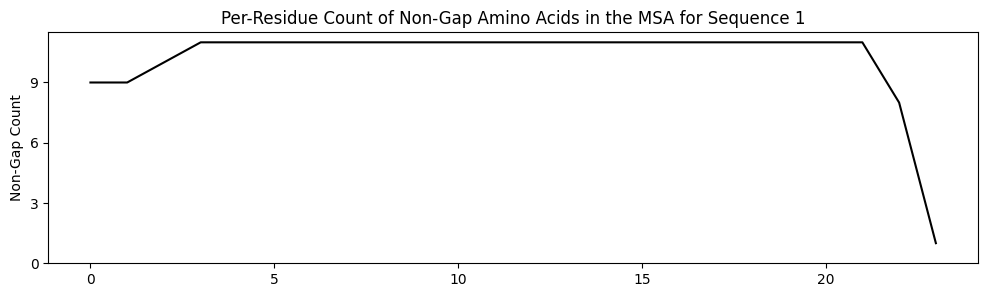 Per-Residue Count of Non-Gap Amino Acids in the MSA for Sequence 1
Non-Gap Count
9
6
3
0
0 5 10 15 20